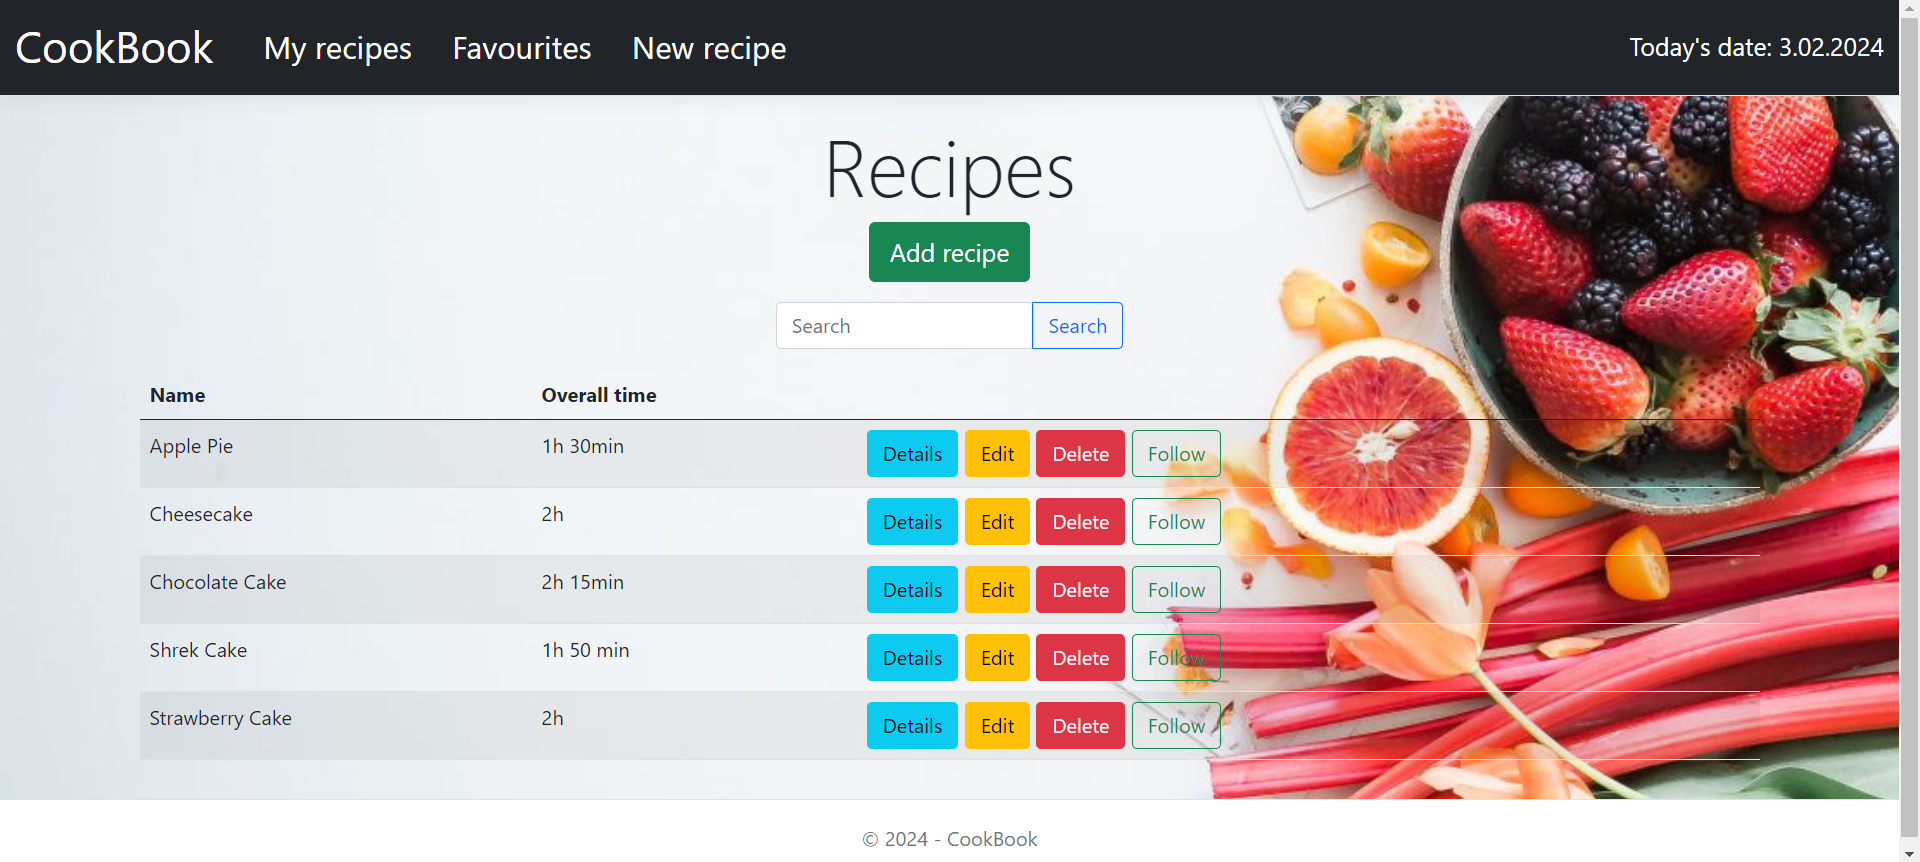 CookBook My recipes Favourites New recipe Today's date: 3.02.2024
Recipes
Add recipe
Search Search
Name Overall time
Apple Pie 1h 30min Details Edit Delete Follow
Cheesecake 2h Details Edit Delete Follow
Chocolate Cake 2h 15min Details Edit Delete Follow
Shrek Cake 1h 50 min Details Edit Delete Follow
Strawberry Cake 2h Details Edit Delete Follow
© 2024 - CookBook